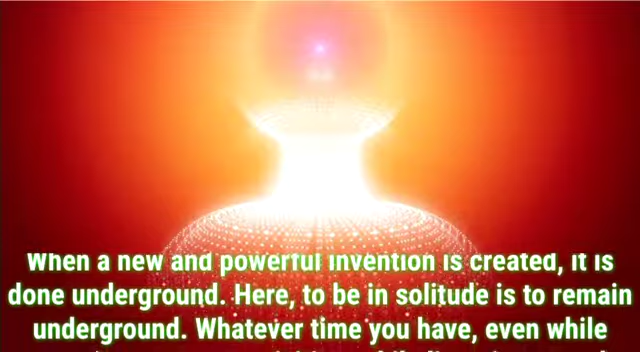 When a new and powerful invention is created, it is
done underground. Here, to be in solitude is to remain
underground. Whatever time you have, even while